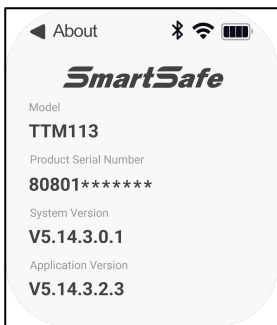 About
SmartSafe
Model
TTM113
Product Serial Number
80801*******
System Version
V5.14.3.0.1
Application Version
V5.14.3.2.3